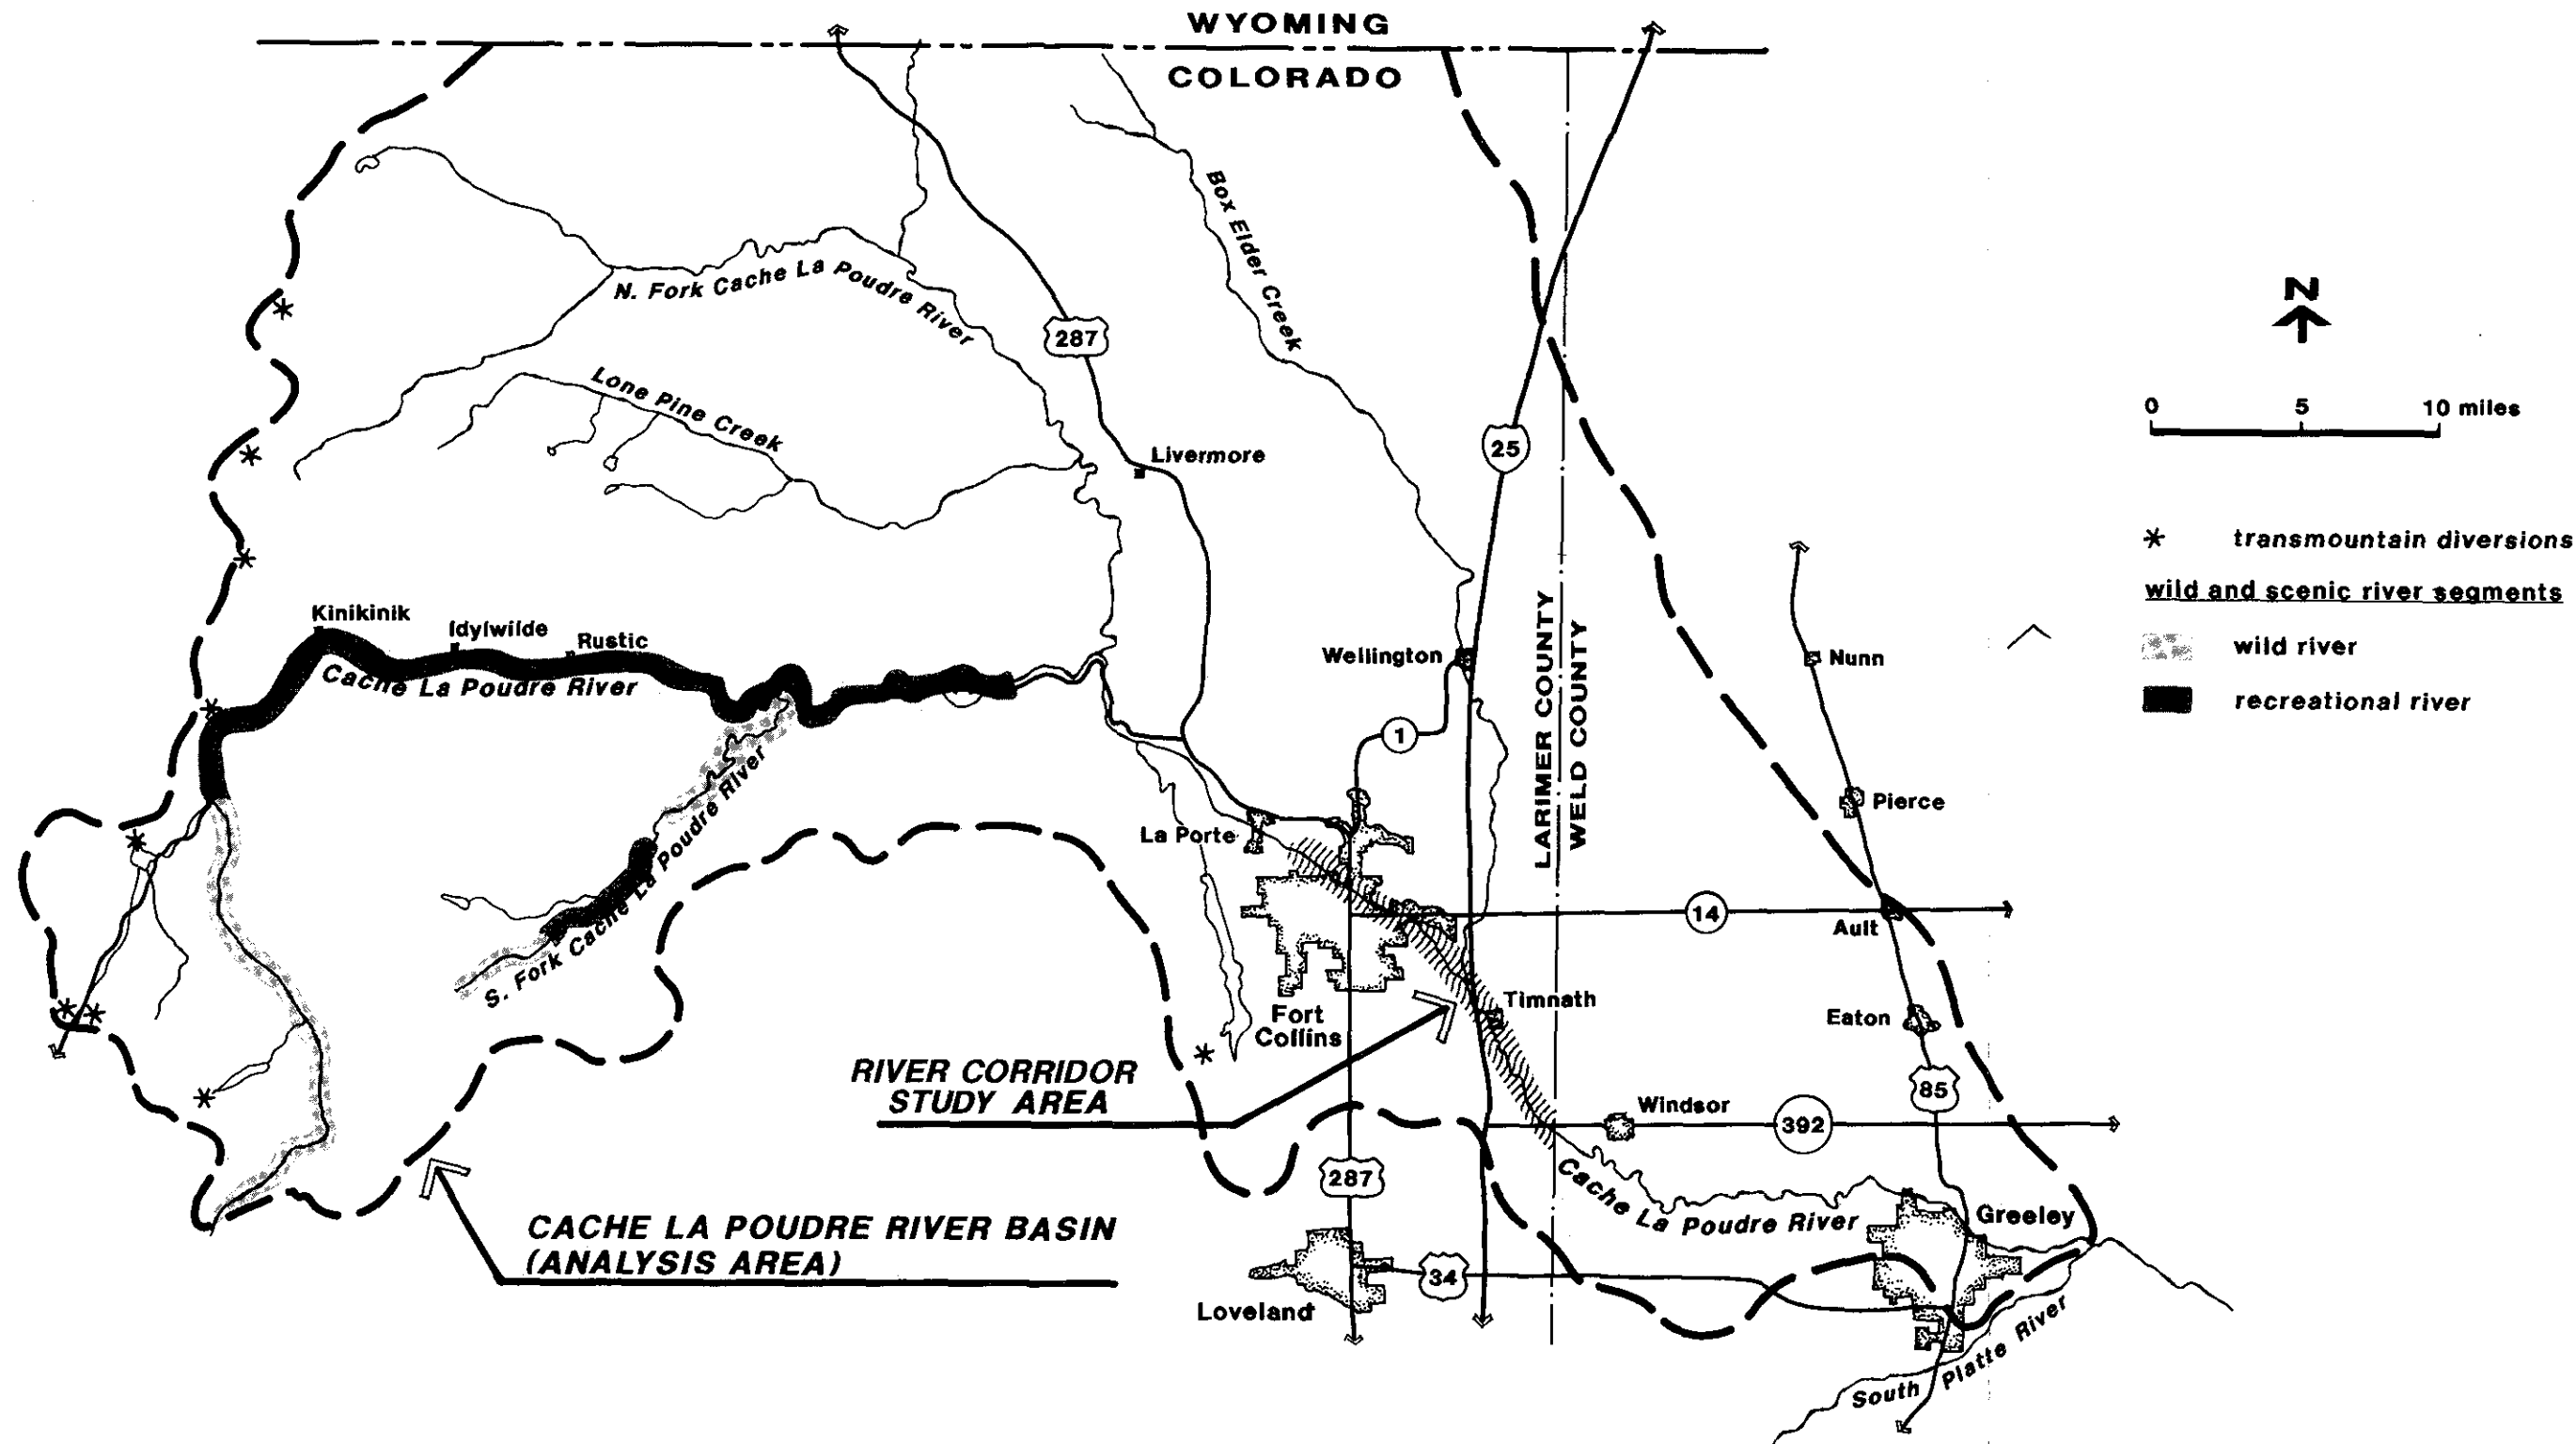 WYOMING
COLORADO
N. Fork Cache La Poudre River
Box Elder Creek
287
N
Lone Pine Creek
0 5 10 miles
Livermore
25
* transmountain diversions
wild and scenic river segments
wild river
recreational river
Kinikinik
Idylwilde
Rustic
Cache La Poudre River
Wellington
LARIMER COUNTY
WELD COUNTY
Nunn
1
S. Fork Cache La Poudre River
Pierce
La Porte
14
Ault
Fort
Collins
Timnath
Eaton
RIVER CORRIDOR
STUDY AREA
85
Windsor
392
287
Cache La Poudre River
Greeley
CACHE LA POUDRE RIVER BASIN
(ANALYSIS AREA)
34
Loveland
South Platte River